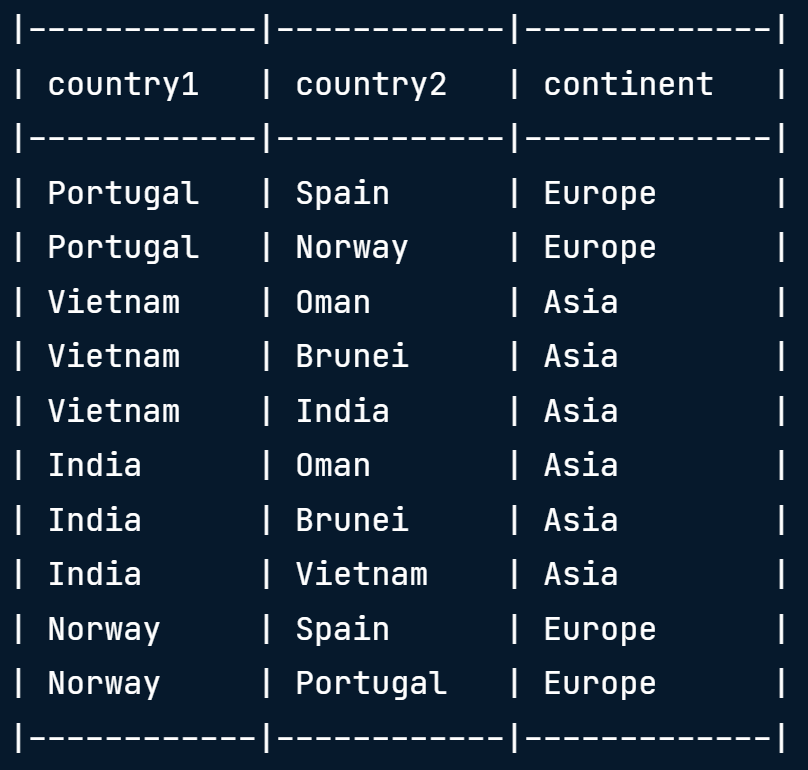 |------------|------------|-------------|
| country1   | country2   | continent   |
|------------|------------|-------------|
| Portugal   | Spain      | Europe      |
| Portugal   | Norway     | Europe      |
| Vietnam    | Oman       | Asia        |
| Vietnam    | Brunei     | Asia        |
| Vietnam    | India      | Asia        |
| India      | Oman       | Asia        |
| India      | Brunei     | Asia        |
| India      | Vietnam    | Asia        |
| Norway     | Spain      | Europe      |
| Norway     | Portugal   | Europe      |
|------------|------------|-------------|